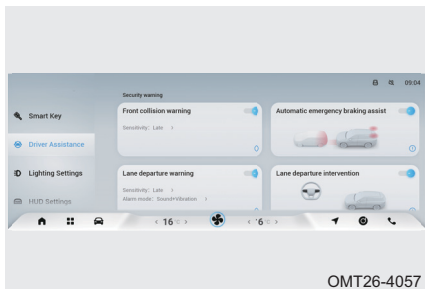 09:04
Security warning
Smart Key
Driver Assistance
Lighting Settings
HUD Settings
Front collision warning
Sensitivity: Late >
Automatic emergency braking assist
Lane departure warning
Sensitivity: Late >
Alarm mode: Sound+Vibration >
Lane departure intervention
< 16 °C >
< '6 °C >
OMT26-4057